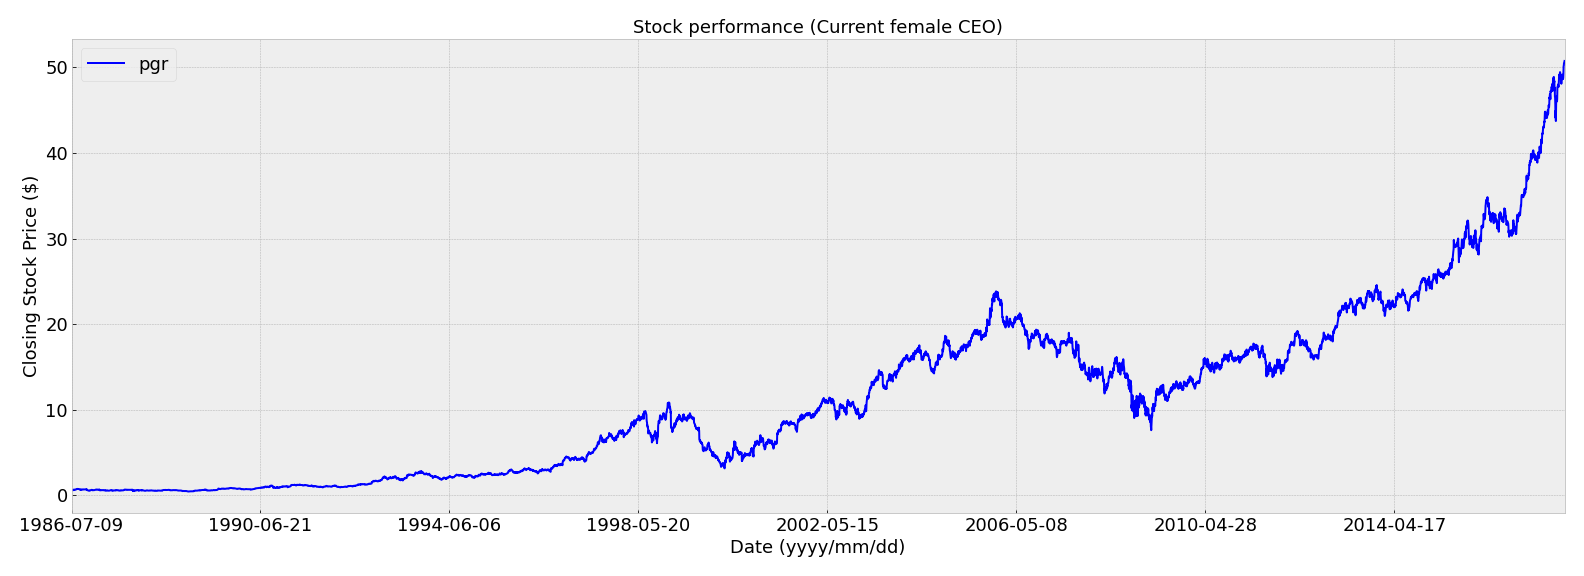 Stock performance (Current female CEO)
pgr
Closing Stock Price ($)
50
40
30
20
10
0
1986-07-09 1990-06-21 1994-06-06 1998-05-20 2002-05-15 2006-05-08 2010-04-28 2014-04-17
Date (yyyy/mm/dd)